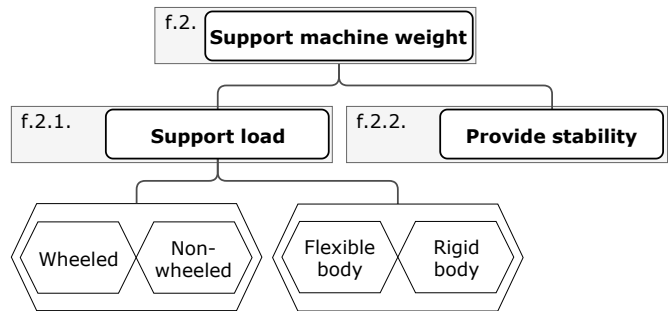 f.2.
Support machine weight
f.2.1.
Support load
f.2.2.
Provide stability
Wheeled
Non-
wheeled
Flexible
body
Rigid
body